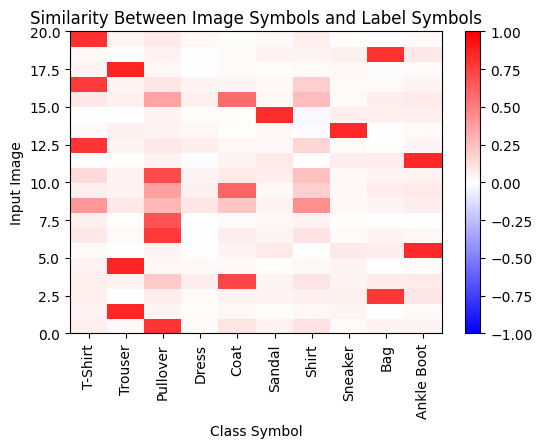 Similarity Between Image Symbols and Label Symbols
20.0
17.5
15.0
12.5
10.0
7.5
5.0
2.5
0.0
Input Image
T-Shirt
Trouser
Pullover
Dress
Coat
Sandal
Shirt
Sneaker
Bag
Ankle Boot
Class Symbol
1.00
0.75
0.50
0.25
0.00
−0.25
−0.50
−0.75
−1.00